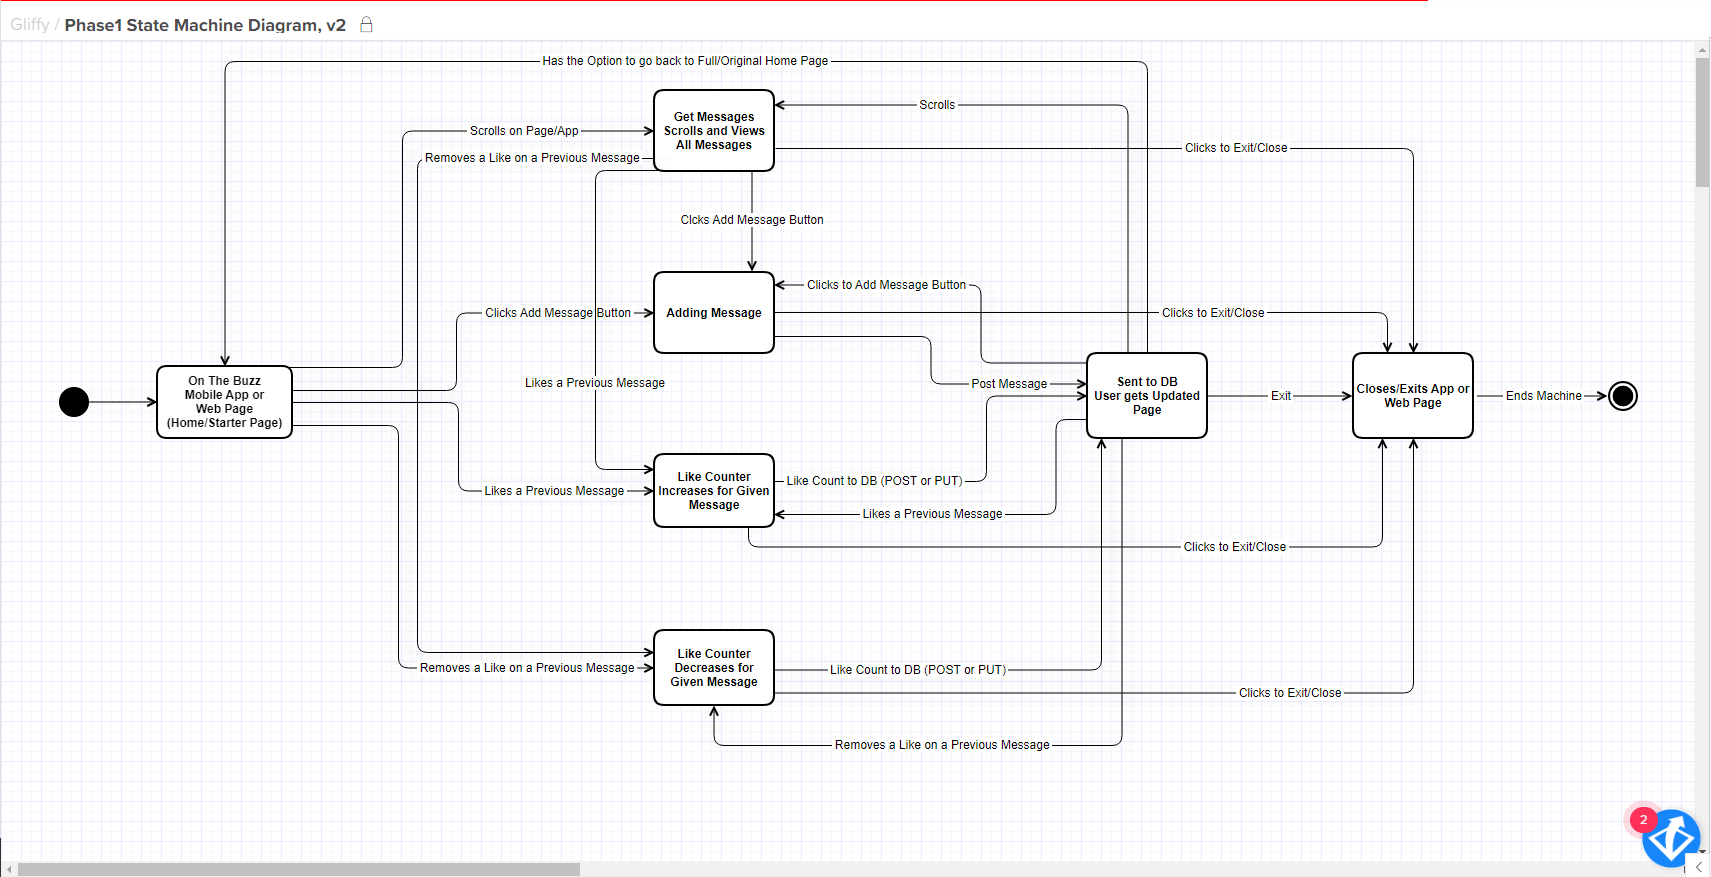 Gliffy / Phase1 State Machine Diagram, v2
Has the Option to go back to Full/Original Home Page
Get Messages
Scrolls and Views
All Messages
Scrolls
Scrolls on Page/App
Removes a Like on a Previous Message
Clicks to Exit/Close
Clcks Add Message Button
Clicks to Add Message Button
Clicks Add Message Button
Adding Message
Clicks to Exit/Close
On The Buzz
Mobile App or
Web Page
(Home/Starter Page)
Likes a Previous Message
Post Message
Sent to DB
User gets Updated
Page
Exit
Closes/Exits App or
Web Page
Ends Machine
Like Counter
Increases for Given
Message
Likes a Previous Message
Like Count to DB (POST or PUT)
Likes a Previous Message
Clicks to Exit/Close
Like Counter
Decreases for
Given Message
Removes a Like on a Previous Message
Like Count to DB (POST or PUT)
Clicks to Exit/Close
Removes a Like on a Previous Message
2